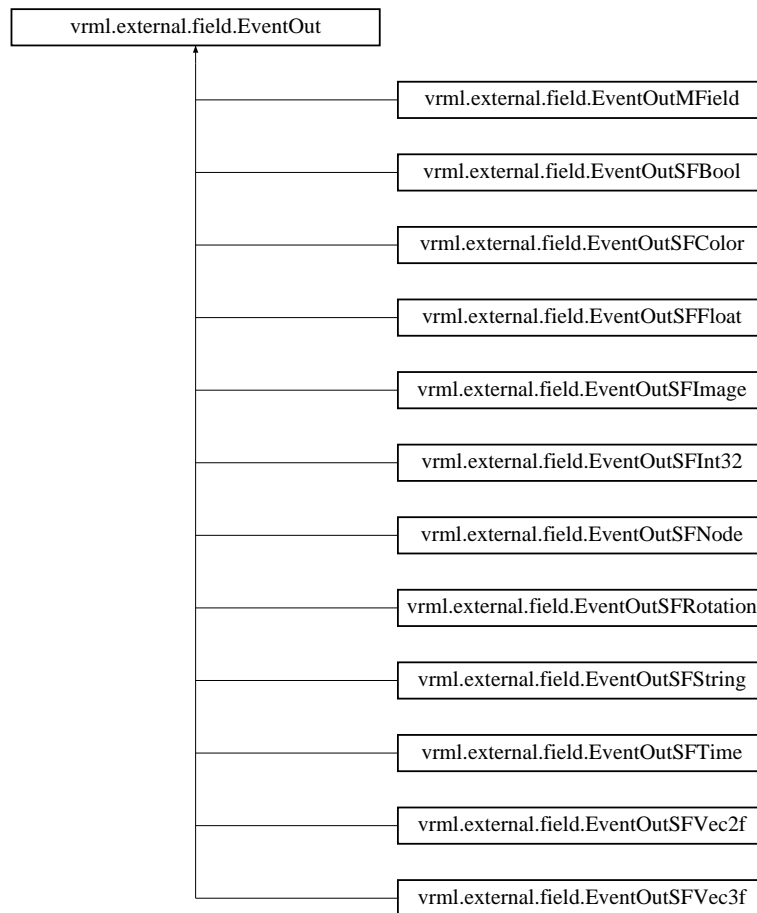 vrml.external.field.EventOut
vrml.external.field.EventOutMField
vrml.external.field.EventOutSFBool
vrml.external.field.EventOutSFColor
vrml.external.field.EventOutSFFloat
vrml.external.field.EventOutSFImage
vrml.external.field.EventOutSFInt32
vrml.external.field.EventOutSFNode
vrml.external.field.EventOutSFRotation
vrml.external.field.EventOutSFString
vrml.external.field.EventOutSFTime
vrml.external.field.EventOutSFVec2f
vrml.external.field.EventOutSFVec3f